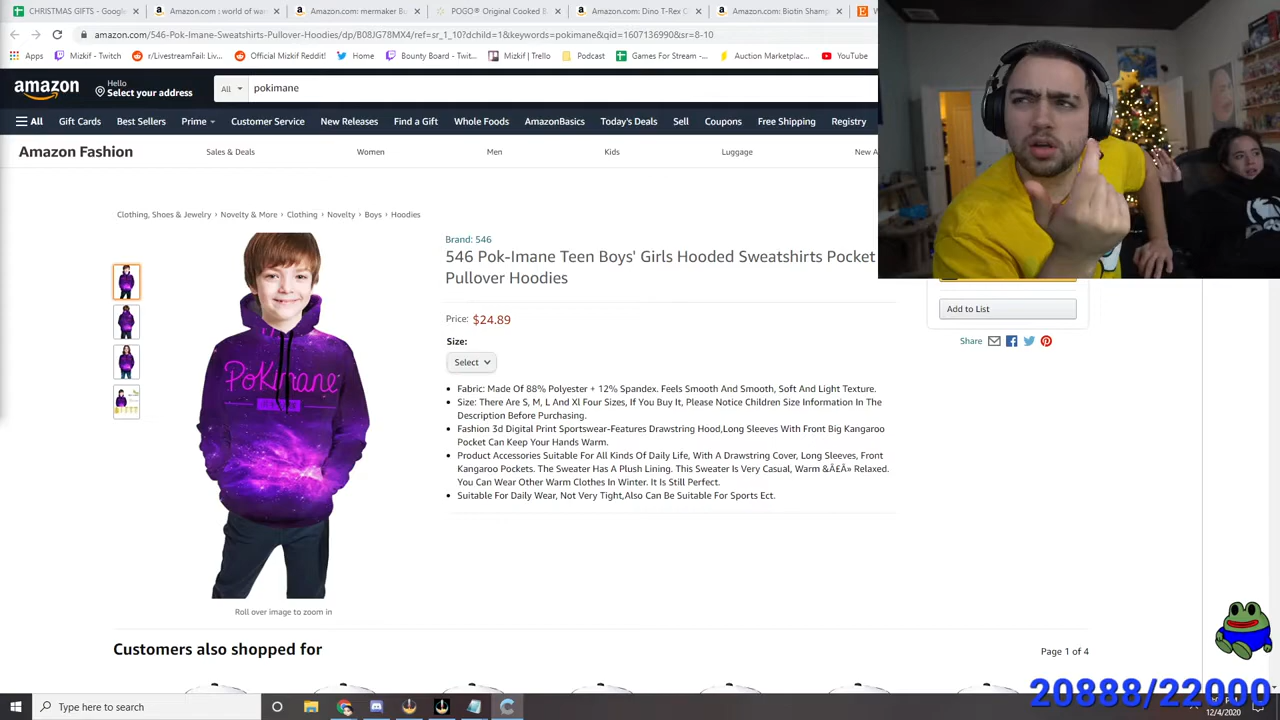 CHRISTMAS GIFTS - Google
Amazon.com : world of war
Amazon.com: mermaker Bu
POGO® Original Cooked B
Amazon.com: Dino T-Rex C
Amazon.com: Biotin Shamp
amazon.com/546-Pok-Imane-Sweatshirts-Pullover-Hoodies/dp/B08JG78MX4/ref=sr_1_10?dchild=1&keywords=pokimane&qid=1607136990&sr=8-10
Apps
Mizkif - Twitch
r/LivestreamFail: Live
Official Mizkif Reddit!
Home
Bounty Board - Twit...
Mizkif | Trello
Podcast
Games For Stream -...
Auction Marketplac...
YouTube
amazon
Hello
Select your address
All
pokimane
All
Gift Cards
Best Sellers
Prime
Customer Service
New Releases
Find a Gift
Whole Foods
AmazonBasics
Today's Deals
Sell
Coupons
Free Shipping
Registry
Amazon Fashion
Sales & Deals
Women
Men
Kids
Luggage
New A
Clothing, Shoes & Jewelry › Novelty & More › Clothing › Novelty › Boys › Hoodies
Brand: 546
546 Pok-Imane Teen Boys' Girls Hooded Sweatshirts Pocket
Pullover Hoodies
Price: $24.89
Size:
Select
Fabric: Made Of 88% Polyester + 12% Spandex. Feels Smooth And Smooth, Soft And Light Texture.
Size: There Are S, M, L And Xl Four Sizes, If You Buy It, Please Notice Children Size Information In The
Description Before Purchasing.
Fashion 3d Digital Print Sportswear-Features Drawstring Hood,Long Sleeves With Front Big Kangaroo
Pocket Can Keep Your Hands Warm.
Product Accessories Suitable For All Kinds Of Daily Life, With A Drawstring Cover, Long Sleeves, Front
Kangaroo Pockets. The Sweater Has A Plush Lining. This Sweater Is Very Casual, Warm &Â£Â» Relaxed.
You Can Wear Other Warm Clothes In Winter. It Is Still Perfect.
Suitable For Daily Wear, Not Very Tight,Also Can Be Suitable For Sports Ect.
Add to List
Share
Pokimane
Roll over image to zoom in
Customers also shopped for
Page 1 of 4
20888/22000
Type here to search
12/4/2020